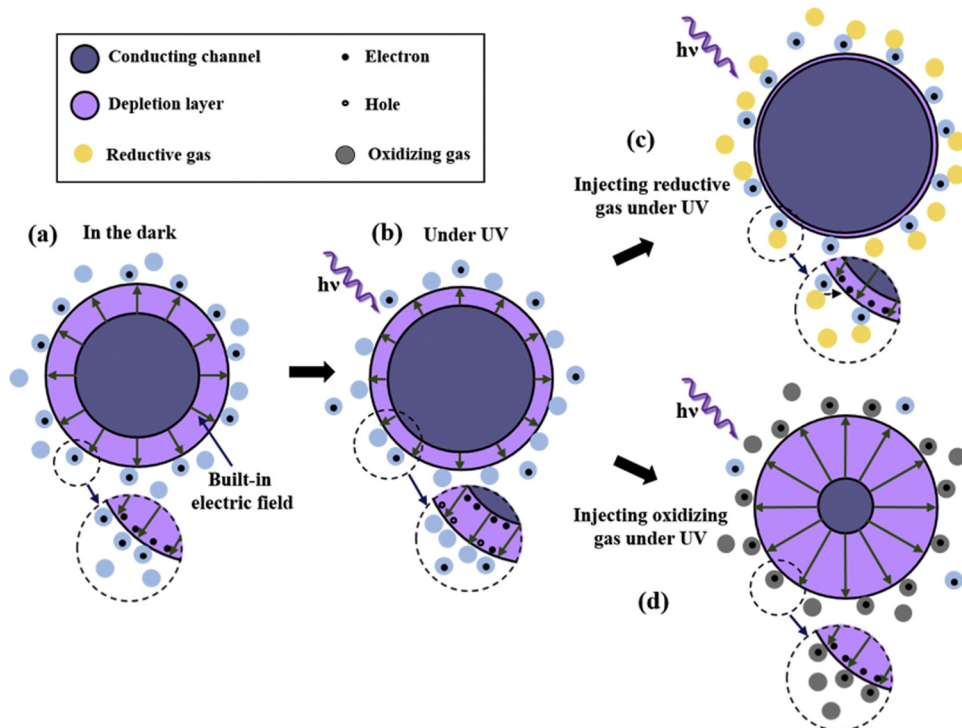 Conducting channel
Electron
Depletion layer
Hole
Reductive gas
Oxidizing gas
(a)
In the dark
Built-in
electric field
(b)
Under UV
hν
(c)
Injecting reductive
gas under UV
hν
hν
Injecting oxidizing
gas under UV
(d)